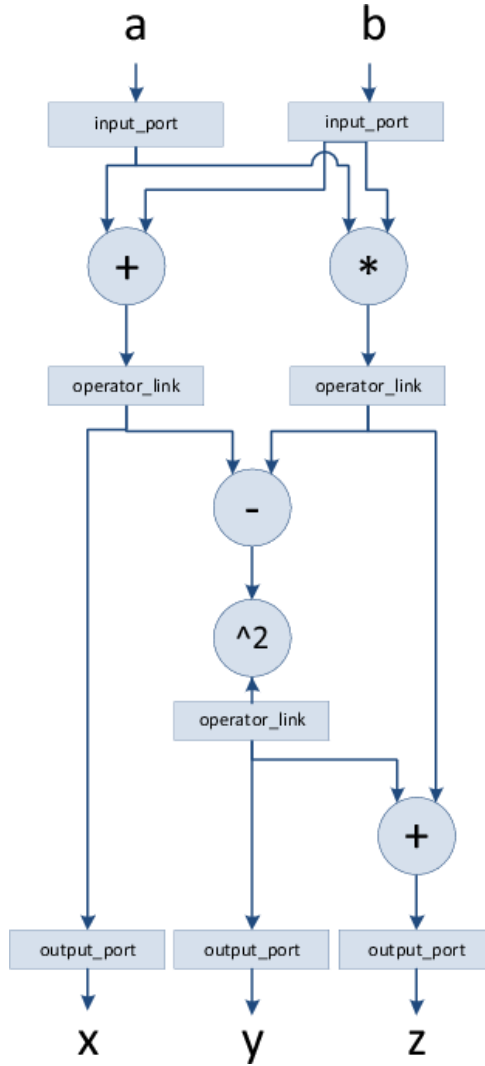 a b
input_port input_port
+ *
operator_link operator_link
-
^2
operator_link
+
output_port output_port output_port
x y z